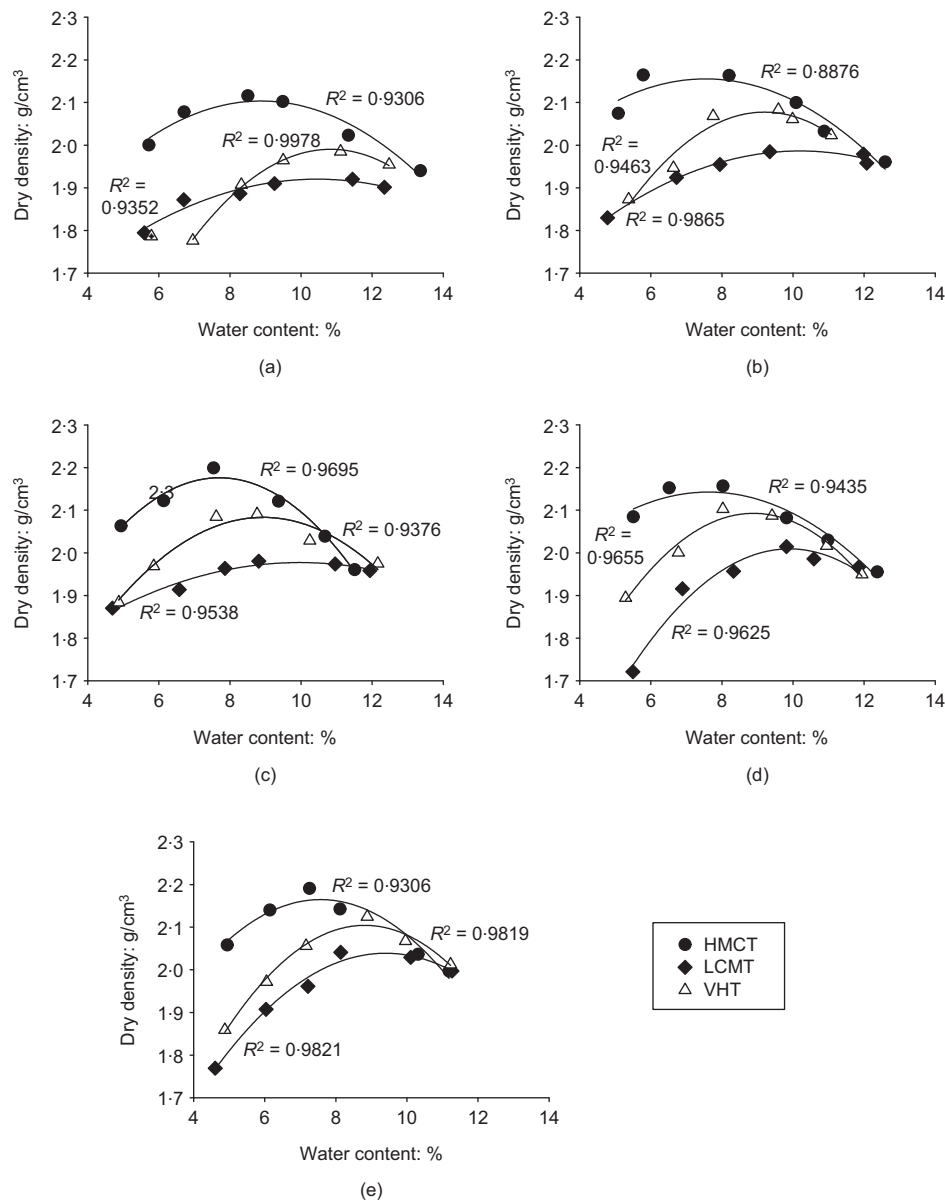 2·3
2·2
2·1
2·0
1·9
1·8
1·7
Dry density: g/cm³
R² = 0·9306
R² = 0·9978
R² =
0·9352
4 6 8 10 12 14
Water content: %
(a)
2·3
2·2
2·1
2·0
1·9
1·8
1·7
Dry density: g/cm³
R² = 0·8876
R² =
0·9463
R² = 0·9865
4 6 8 10 12 14
Water content: %
(b)
2·3
2·2
2·1
2·0
1·9
1·8
1·7
Dry density: g/cm³
R² = 0·9695
2·3
R² = 0·9376
R² = 0·9538
4 6 8 10 12 14
Water content: %
(c)
2·3
2·2
2·1
2·0
1·9
1·8
1·7
Dry density: g/cm³
R² = 0·9435
R² =
0·9655
R² = 0·9625
4 6 8 10 12 14
Water content: %
(d)
2·3
2·2
2·1
2·0
1·9
1·8
1·7
Dry density: g/cm³
R² = 0·9306
R² = 0·9819
R² = 0·9821
4 6 8 10 12 14
Water content: %
(e)
HMCT
LCMT
VHT